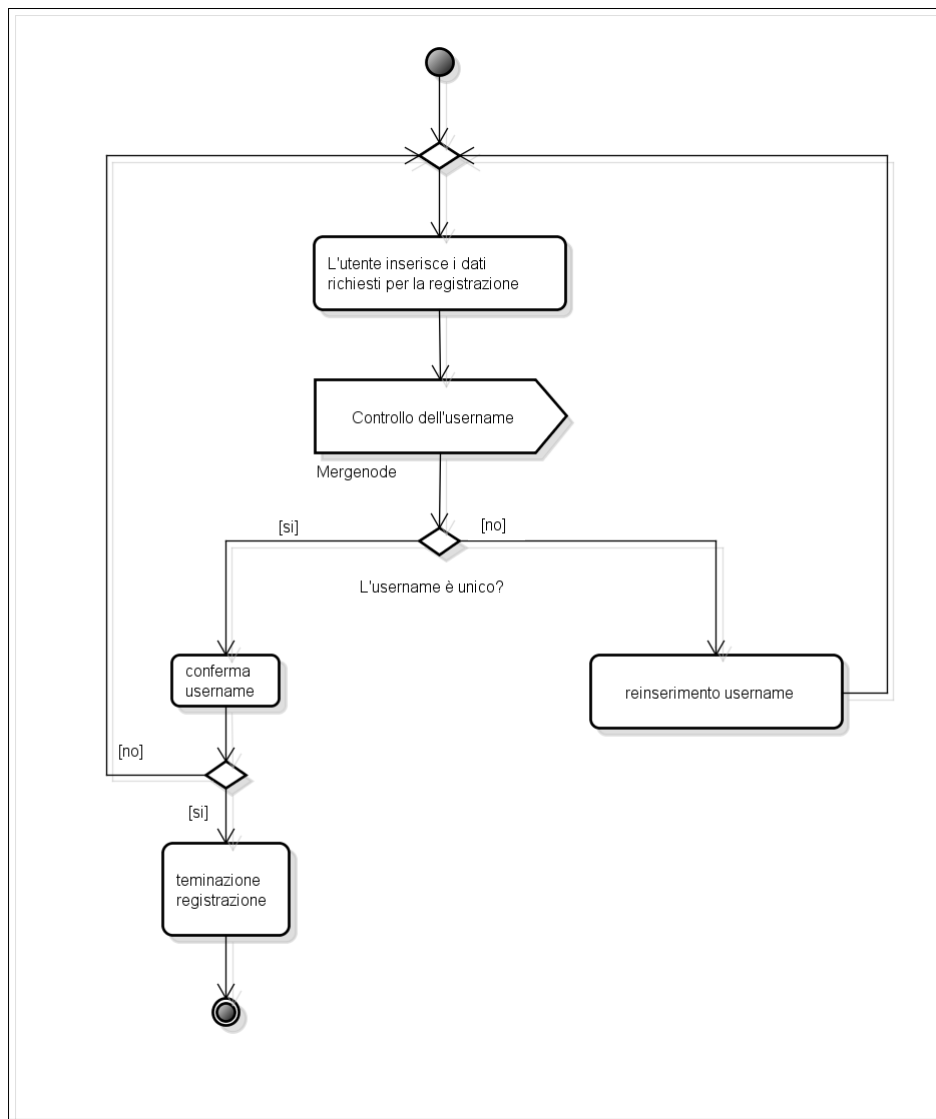 L'utente inserisce i dati
richiesti per la registrazione
Controllo dell'username
Mergenode
[si]
[no]
L'username è unico?
conferma
username
reinserimento username
[no]
[si]
teminazione
registrazione